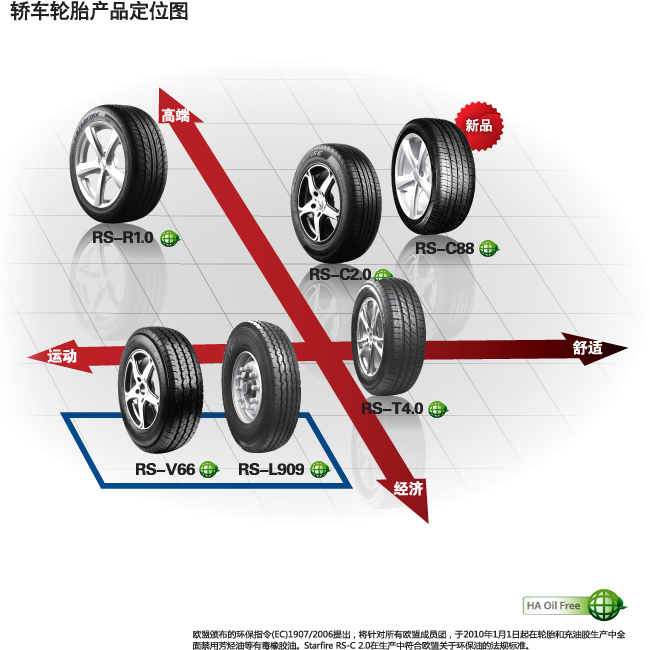 轿车轮胎产品定位图
高端
新品
RS-R1.0
RS-C88
RS-C2.0
运动
舒适
RS-T4.0
RS-V66
RS-L909
经济
HA Oil Free
欧盟颁布的环保指令(EC)1907/2006提出，将针对所有欧盟成员团，于2010年1月1日起在轮胎和充油胶生产中全
面禁用芳烃油等有毒橡胶油。Starfire RS-C 2.0在生产中符合欧盟关于环保油的法规标准。